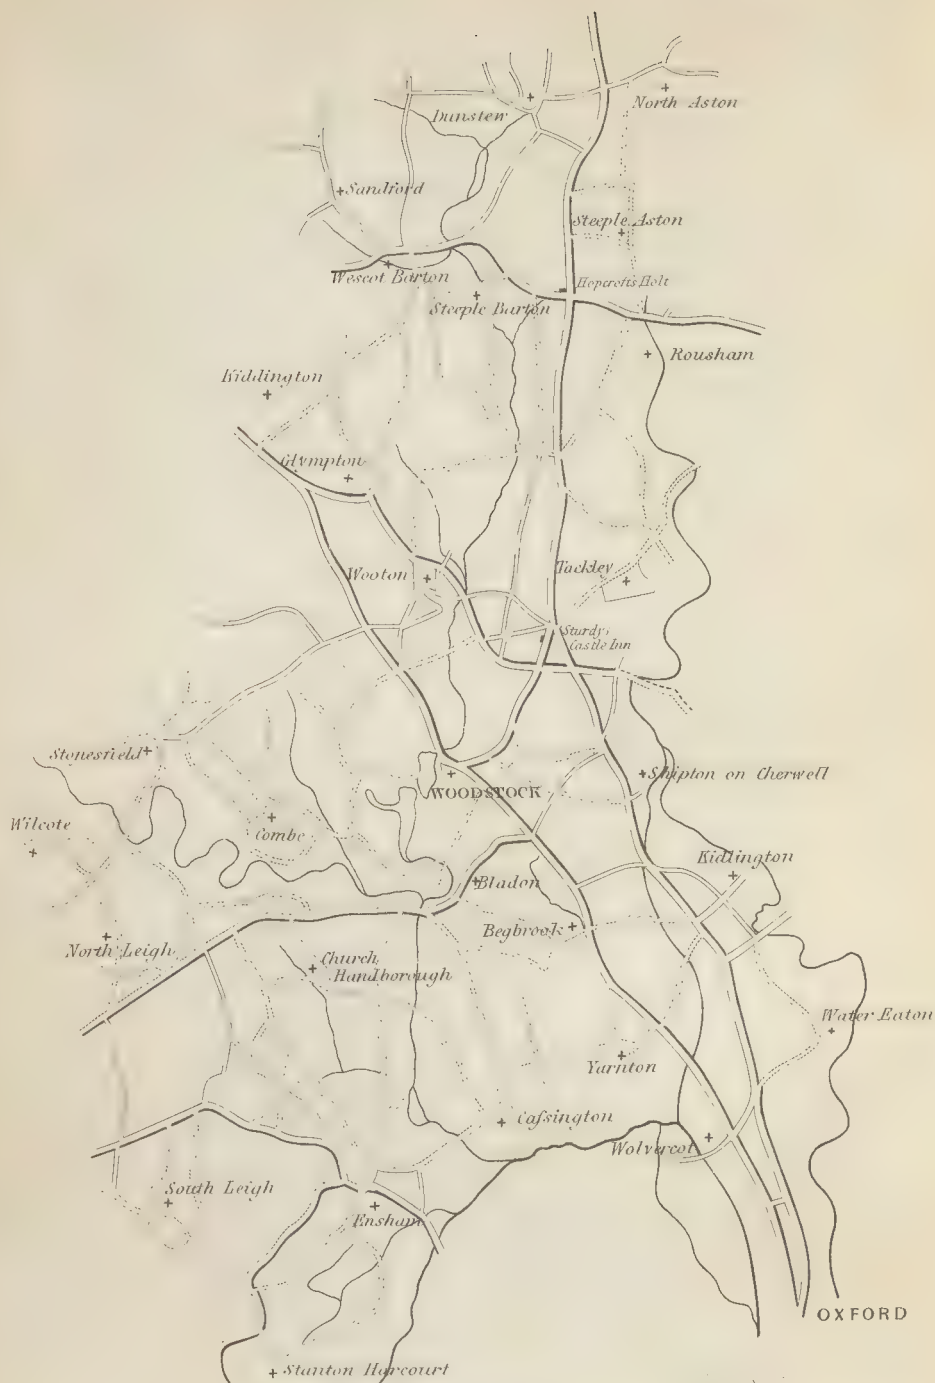 North Aston
Dunstew
Sandford
Steeple Aston
Wescot Barton
Hopcrofts Holt
Steeple Barton
Rousham
Kiddington
Glympton
Wooton
Tackley
Sturdy's
Castle Inn
Stonesfield
Shipton on Cherwell
WOODSTOCK
Wilcote
Combe
Kidlington
Bladon
Begbrook
North Leigh
Church
Handborough
Water Eaton
Yarnton
Caſsington
Wolvercot
South Leigh
Ensham
OXFORD
Stanton Harcourt